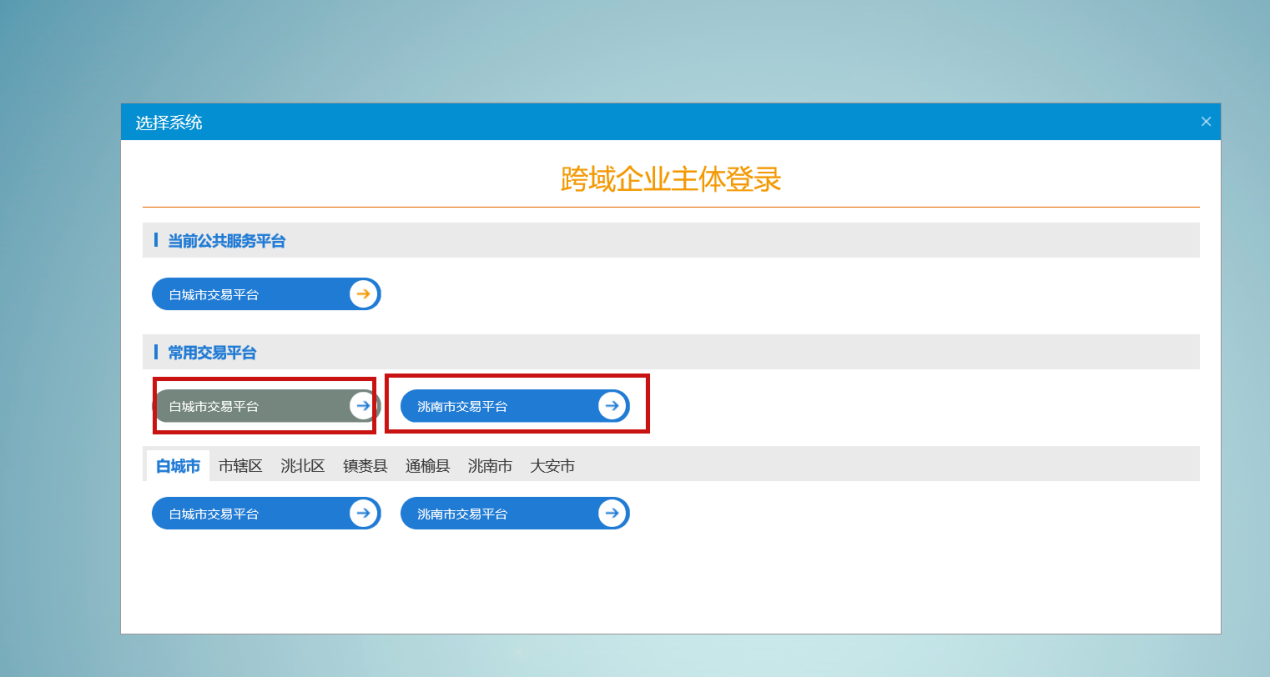 选择系统
跨域企业主体登录
当前公共服务平台
白城市交易平台
常用交易平台
白城市交易平台 洮南市交易平台
白城市 市辖区 洮北区 镇赉县 通榆县 洮南市 大安市
白城市交易平台 洮南市交易平台